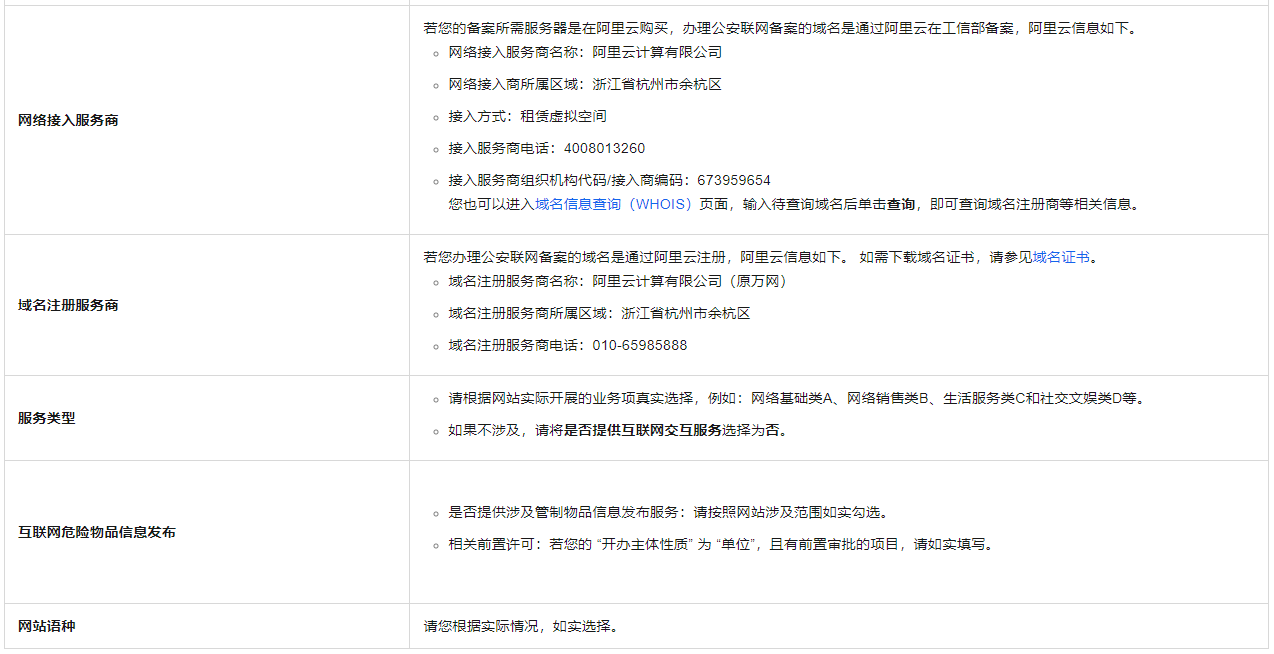 网络接入服务商
若您的备案所需服务器是在阿里云购买，办理公安联网备案的域名是通过阿里云在工信部备案，阿里云信息如下。
网络接入服务商名称：阿里云计算有限公司
网络接入商所属区域：浙江省杭州市余杭区
接入方式：租赁虚拟空间
接入服务商电话：4008013260
接入服务商组织机构代码/接入商编码：673959654
您也可以进入域名信息查询（WHOIS）页面，输入待查询域名后单击查询，即可查询域名注册商等相关信息。
域名注册服务商
若您办理公安联网备案的域名是通过阿里云注册，阿里云信息如下。 如需下载域名证书，请参见域名证书。
域名注册服务商名称：阿里云计算有限公司（原万网）
域名注册服务商所属区域：浙江省杭州市余杭区
域名注册服务商电话：010-65985888
服务类型
请根据网站实际开展的业务项真实选择，例如：网络基础类A、网络销售类B、生活服务类C和社交文娱类D等。
如果不涉及，请将是否提供互联网交互服务选择为否。
互联网危险物品信息发布
是否提供涉及管制物品信息发布服务：请按照网站涉及范围如实勾选。
相关前置许可：若您的 “开办主体性质” 为 “单位”，且有前置审批的项目，请如实填写。
网站语种
请您根据实际情况，如实选择。